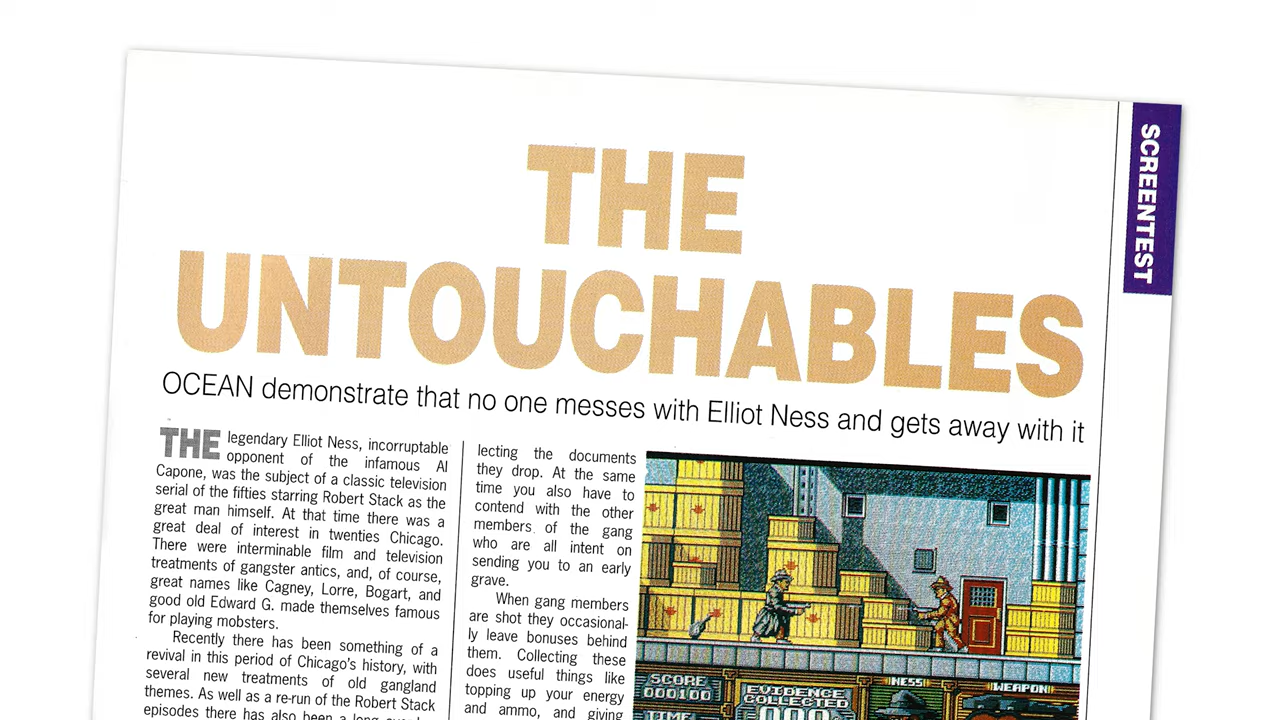 SCREENTEST
THE
UNTOUCHABLES
OCEAN demonstrate that no one messes with Elliot Ness and gets away with it
THE legendary Elliot Ness, incorruptable
opponent of the infamous Al
Capone, was the subject of a classic television
serial of the fifties starring Robert Stack as the
great man himself. At that time there was a
great deal of interest in twenties Chicago.
There were interminable film and television
treatments of gangster antics, and, of course,
great names like Cagney, Lorre, Bogart, and
good old Edward G. made themselves famous
for playing mobsters.
Recently there has been something of a
revival in this period of Chicago's history, with
several new treatments of old gangland
themes. As well as a re-run of the Robert Stack
episodes there has also been a long
lecting the documents
they drop. At the same
time you also have to
contend with the other
members of the gang
who are all intent on
sending you to an early
grave.
When gang members
are shot they occasional-
ly leave bonuses behind
them. Collecting these
does useful things like
topping up your energy
and ammo, and giving
SCORE
000100
TIME
EVIDENCE
COLLECTED
000
NESS
WEAPON